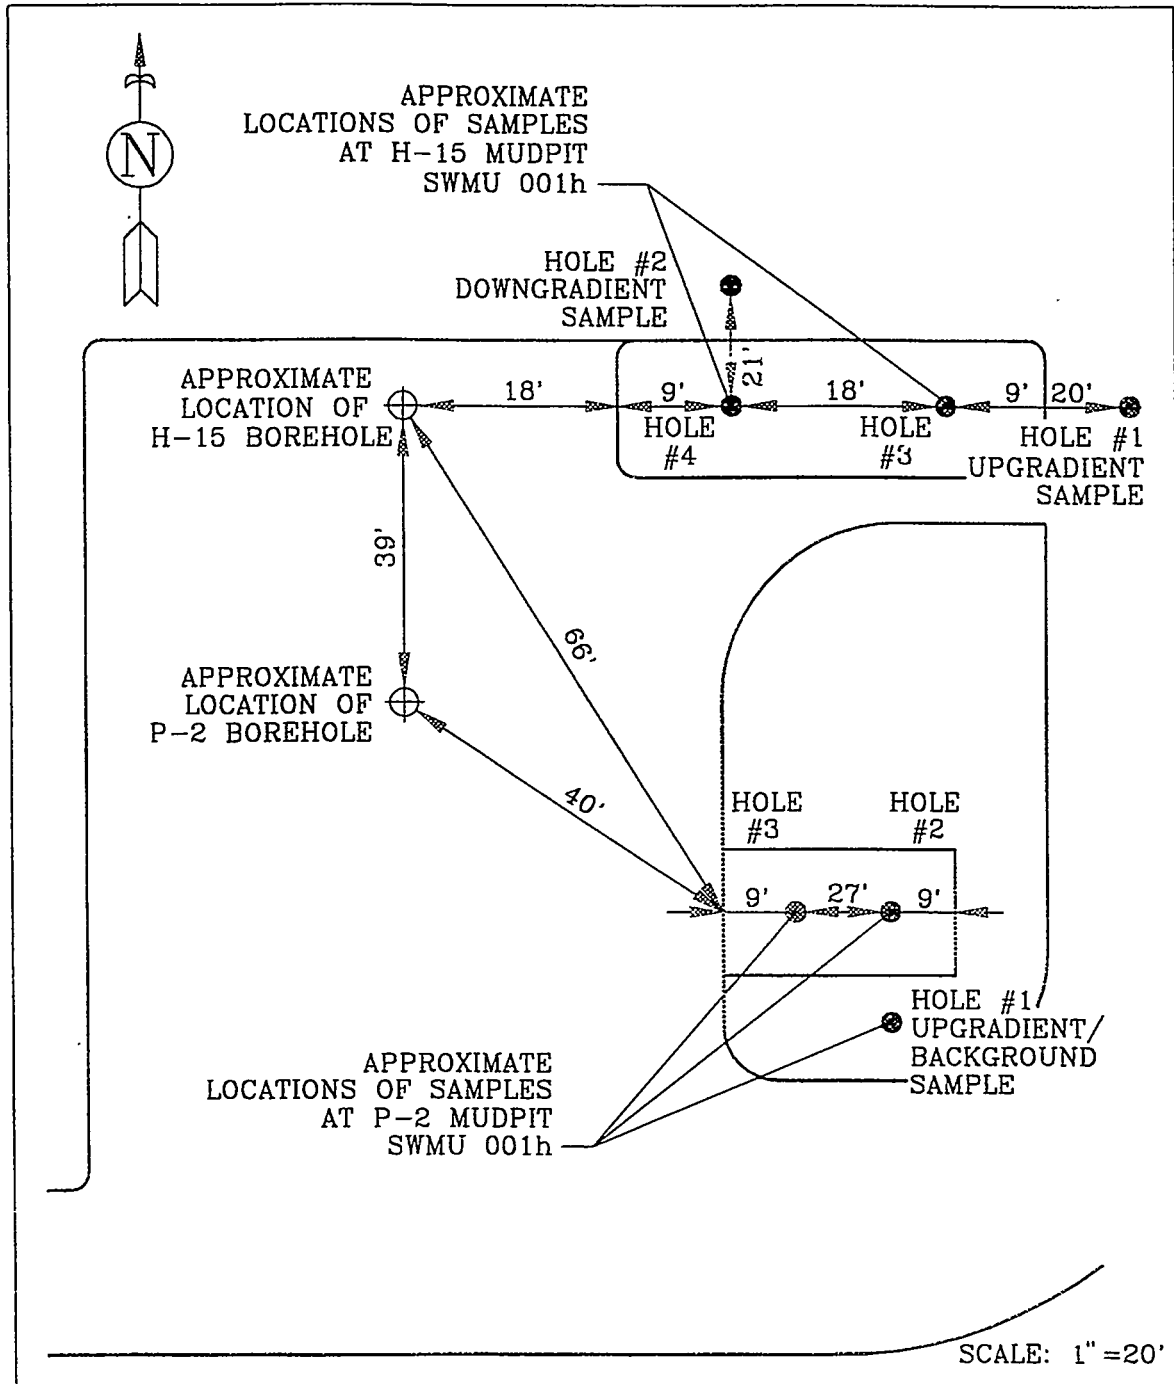 APPROXIMATE
LOCATIONS OF SAMPLES
AT H-15 MUDPIT
SWMU 001h
N
HOLE #2
DOWNGRADIENT
SAMPLE
21'
APPROXIMATE
LOCATION OF
H-15 BOREHOLE
18'
9'
18'
9'
20'
HOLE
#4
HOLE
#3
HOLE #1
UPGRADIENT
SAMPLE
39'
66'
APPROXIMATE
LOCATION OF
P-2 BOREHOLE
40'
HOLE
#3
HOLE
#2
9'
27'
9'
HOLE #1
UPGRADIENT/
BACKGROUND
SAMPLE
APPROXIMATE
LOCATIONS OF SAMPLES
AT P-2 MUDPIT
SWMU 001h
SCALE: 1"=20'